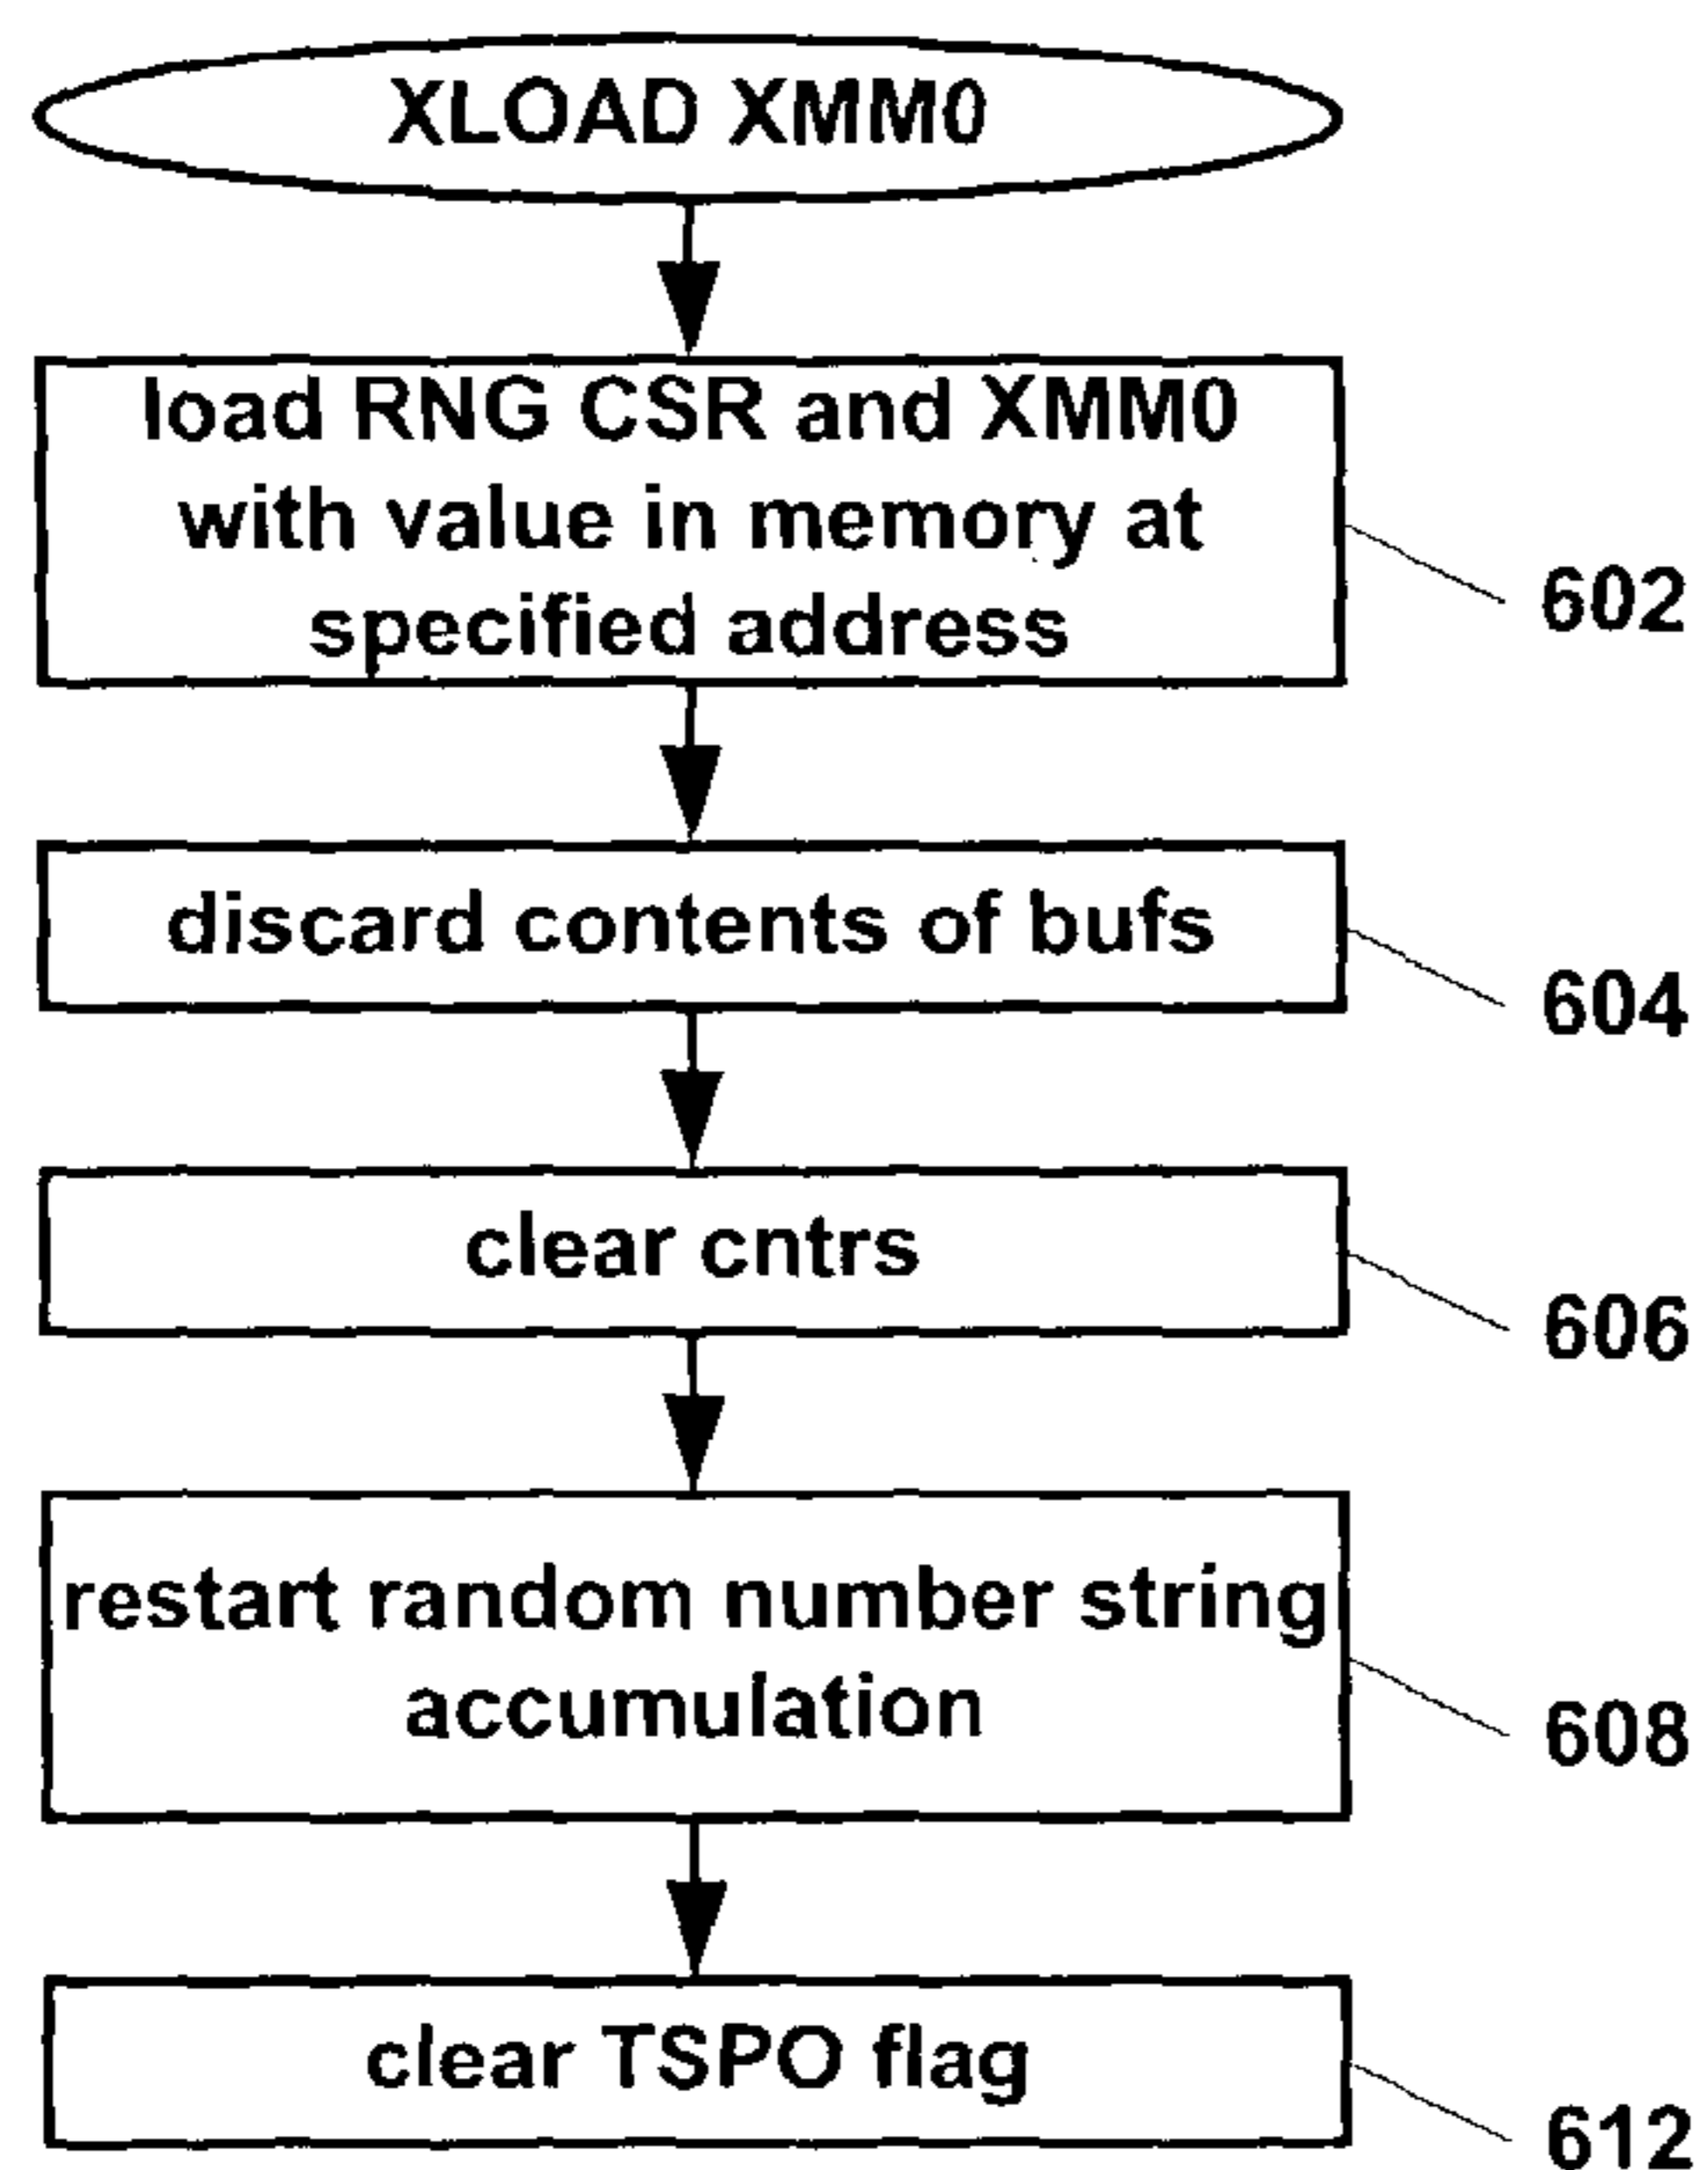 XLOAD XMM0
load RNG CSR and XMM0
with value in memory at
specified address
602
discard contents of bufs
604
clear cntrs
606
restart random number string
accumulation
608
clear TSPO flag
612